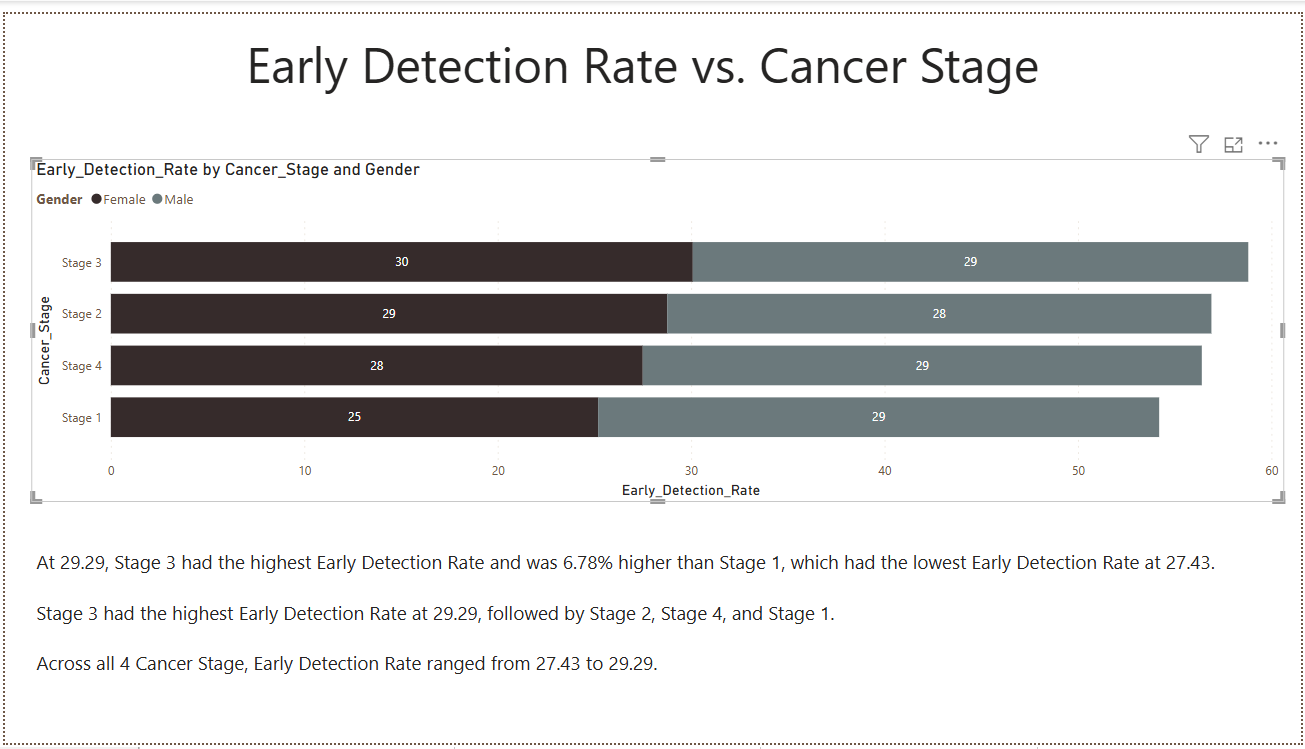 Early Detection Rate vs. Cancer Stage
Early_Detection_Rate by Cancer_Stage and Gender
Gender Female Male
Cancer_Stage
Stage 3 30 29
Stage 2 29 28
Stage 4 28 29
Stage 1 25 29
0 10 20 30 40 50 60
Early_Detection_Rate
At 29.29, Stage 3 had the highest Early Detection Rate and was 6.78% higher than Stage 1, which had the lowest Early Detection Rate at 27.43.
Stage 3 had the highest Early Detection Rate at 29.29, followed by Stage 2, Stage 4, and Stage 1.
Across all 4 Cancer Stage, Early Detection Rate ranged from 27.43 to 29.29.